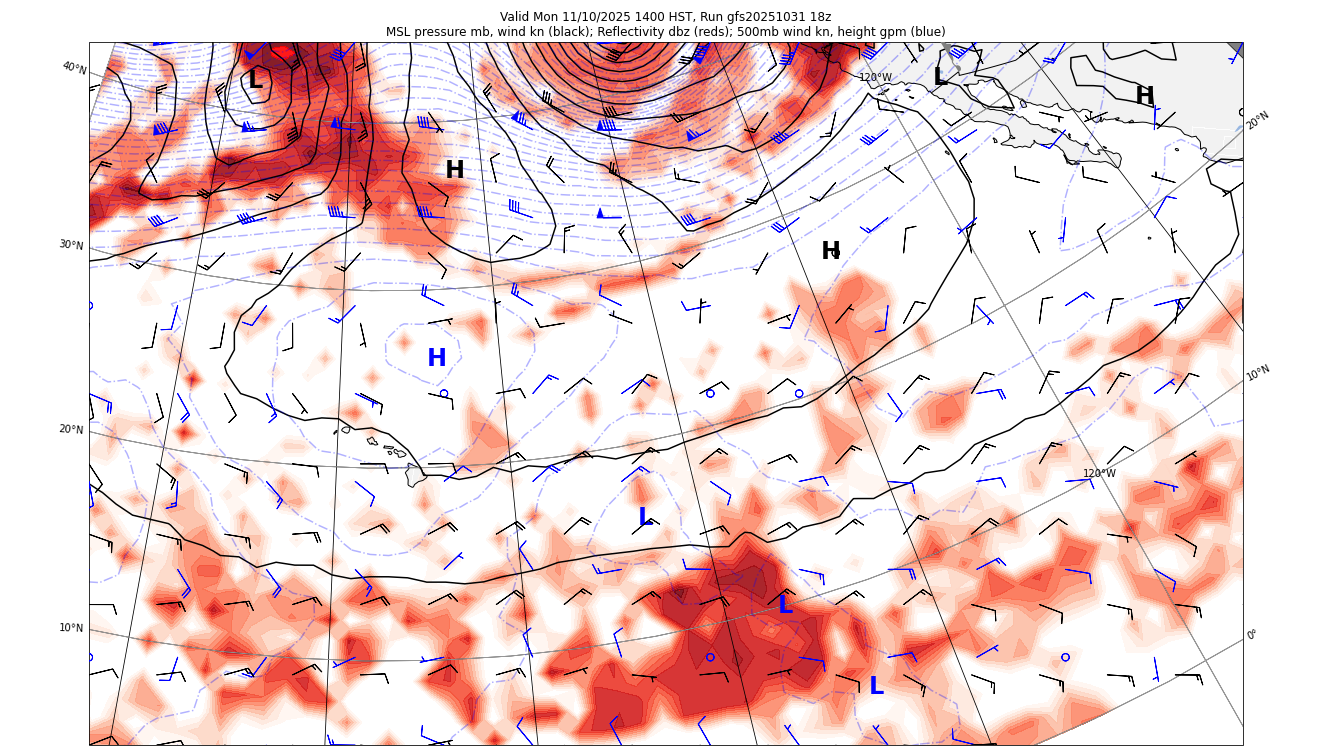 Valid Mon 11/10/2025 1400 HST, Run gfs20251031 18z
MSL pressure mb, wind kn (black); Reflectivity dbz (reds); 500mb wind kn, height gpm (blue)
40°N
L
120°W
L
H
20°N
H
30°N
H
H
10°N
20°N
120°W
L
L
10°N
0°
L